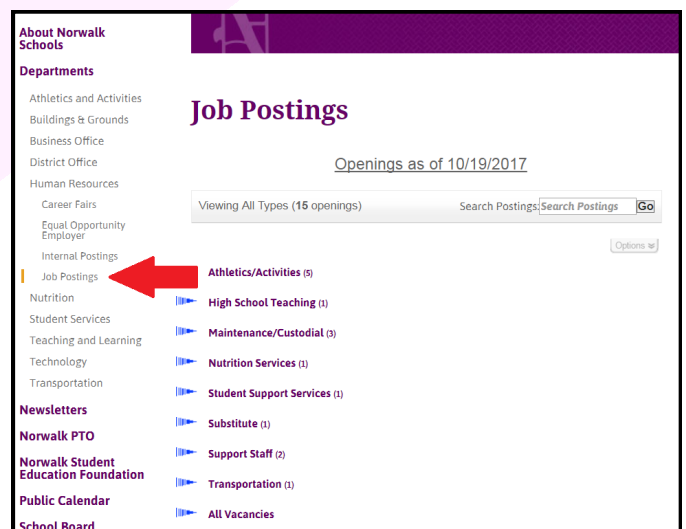 About Norwalk
Schools
Departments
Athletics and Activities
Buildings & Grounds
Business Office
District Office
Human Resources
Career Fairs
Equal Opportunity
Employer
Internal Postings
Job Postings
Nutrition
Student Services
Teaching and Learning
Technology
Transportation
Newsletters
Norwalk PTO
Norwalk Student
Education Foundation
Public Calendar
School Board
Job Postings
Openings as of 10/19/2017
Viewing All Types (15 openings) Search Postings: Search Postings Go
Options
Athletics/Activities (5)
High School Teaching (1)
Maintenance/Custodial (3)
Nutrition Services (1)
Student Support Services (1)
Substitute (1)
Support Staff (2)
Transportation (1)
All Vacancies